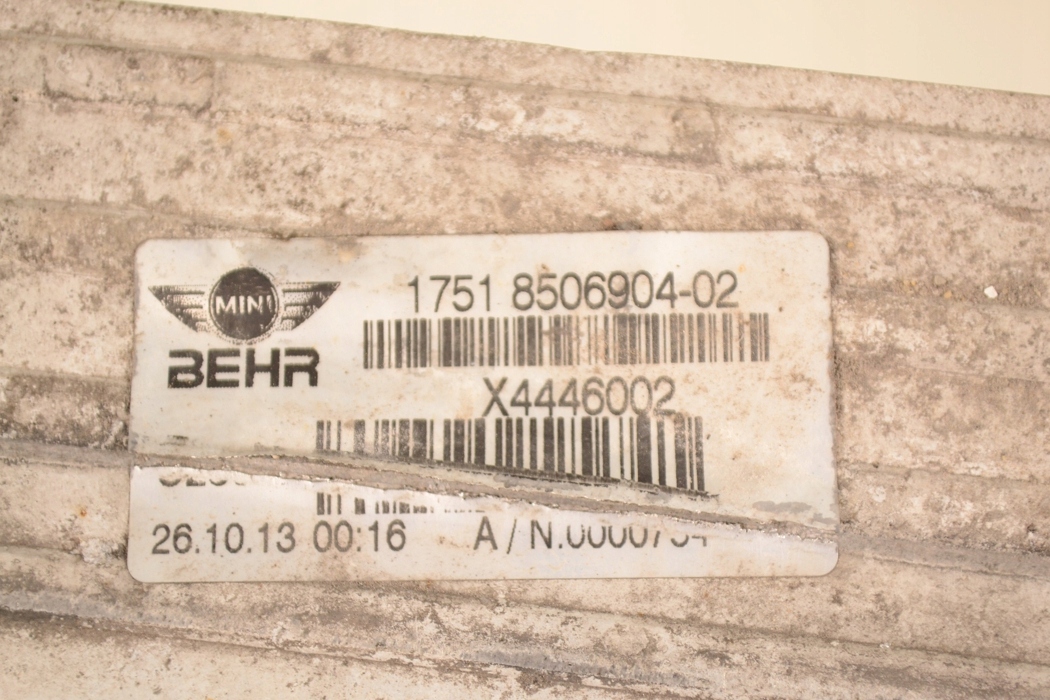 MINI
BEHR
1751 8506904-02
X4446002
26.10.13 00:16
A / N.